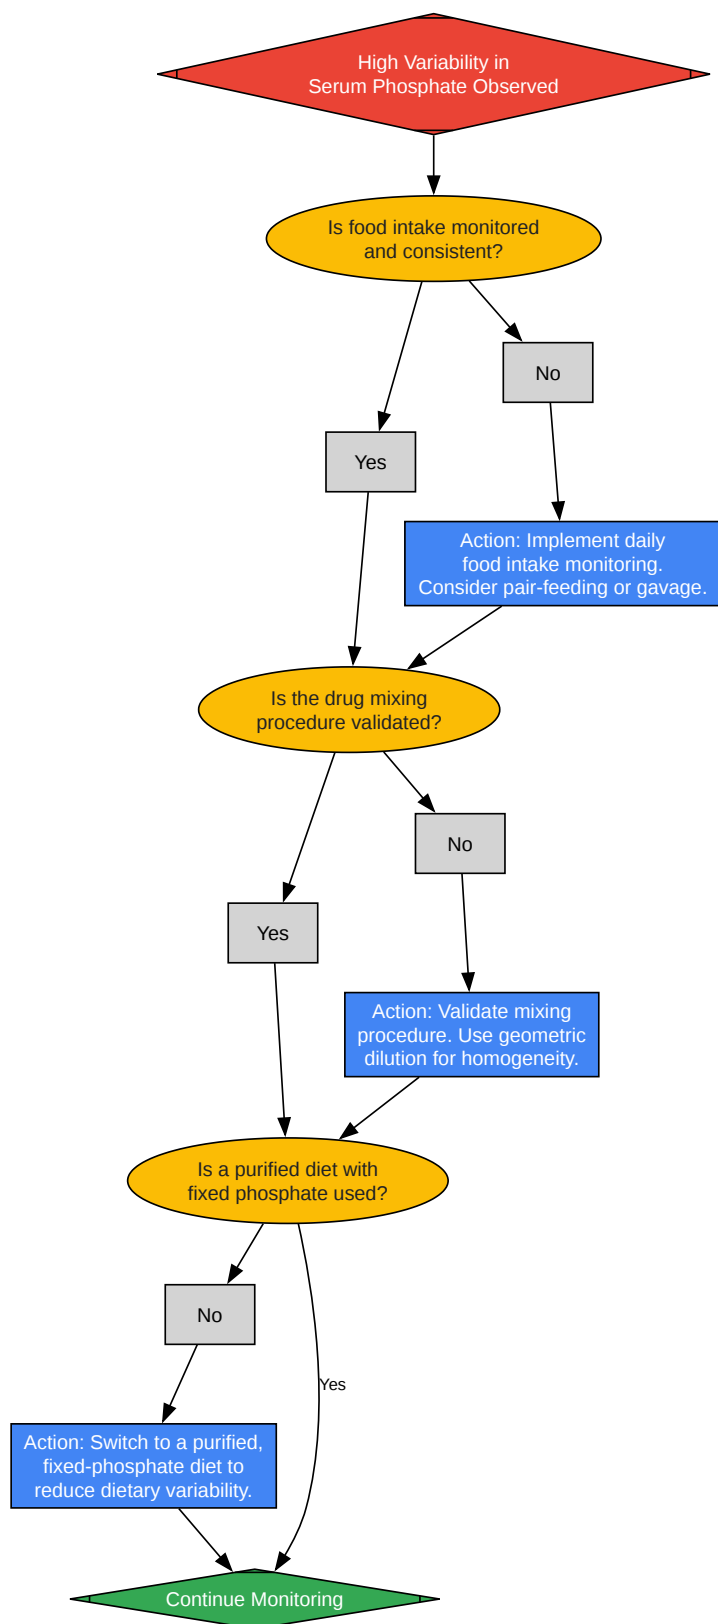 High Variability in
Serum Phosphate Observed
Is food intake monitored
and consistent?
No
Yes
Action: Implement daily
food intake monitoring.
Consider pair-feeding or gavage.
Is the drug mixing
procedure validated?
No
Yes
Action: Validate mixing
procedure. Use geometric
dilution for homogeneity.
Is a purified diet with
fixed phosphate used?
No
Yes
Action: Switch to a purified,
fixed-phosphate diet to
reduce dietary variability.
Continue Monitoring